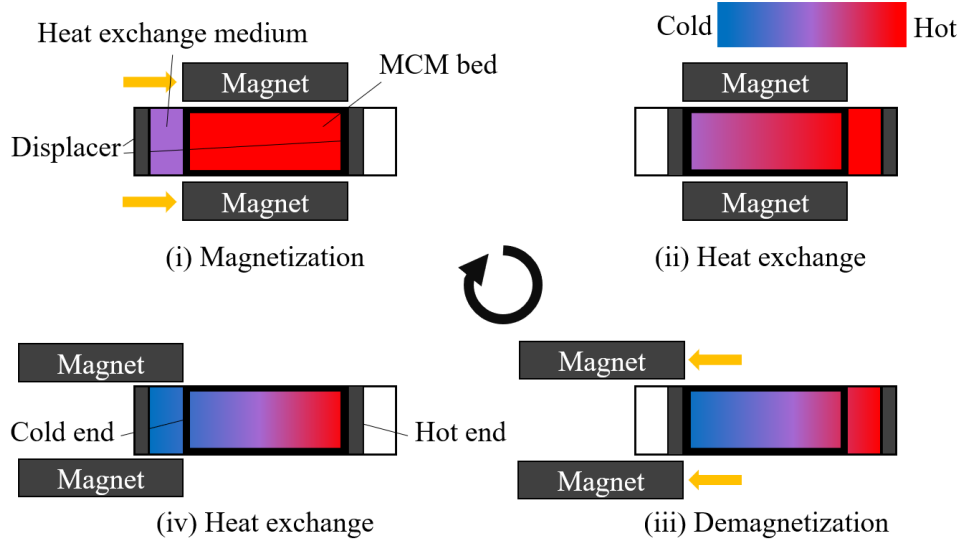 Heat exchange medium
MCM bed
Cold
Hot
Magnet
Magnet
Displacer
Magnet
Magnet
(i) Magnetization
(ii) Heat exchange
Magnet
Magnet
Cold end
Hot end
Magnet
Magnet
(iv) Heat exchange
(iii) Demagnetization